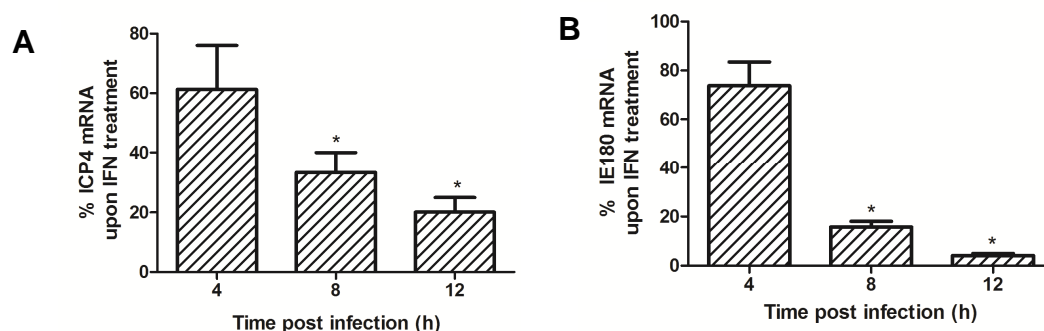 A
% ICP4 mRNA
upon IFN treatment
80
60
40
20
0
*
*
4
8
12
Time post infection (h)
B
% IE180 mRNA
upon IFN treatment
100
80
60
40
20
0
*
*
4
8
12
Time post infection (h)